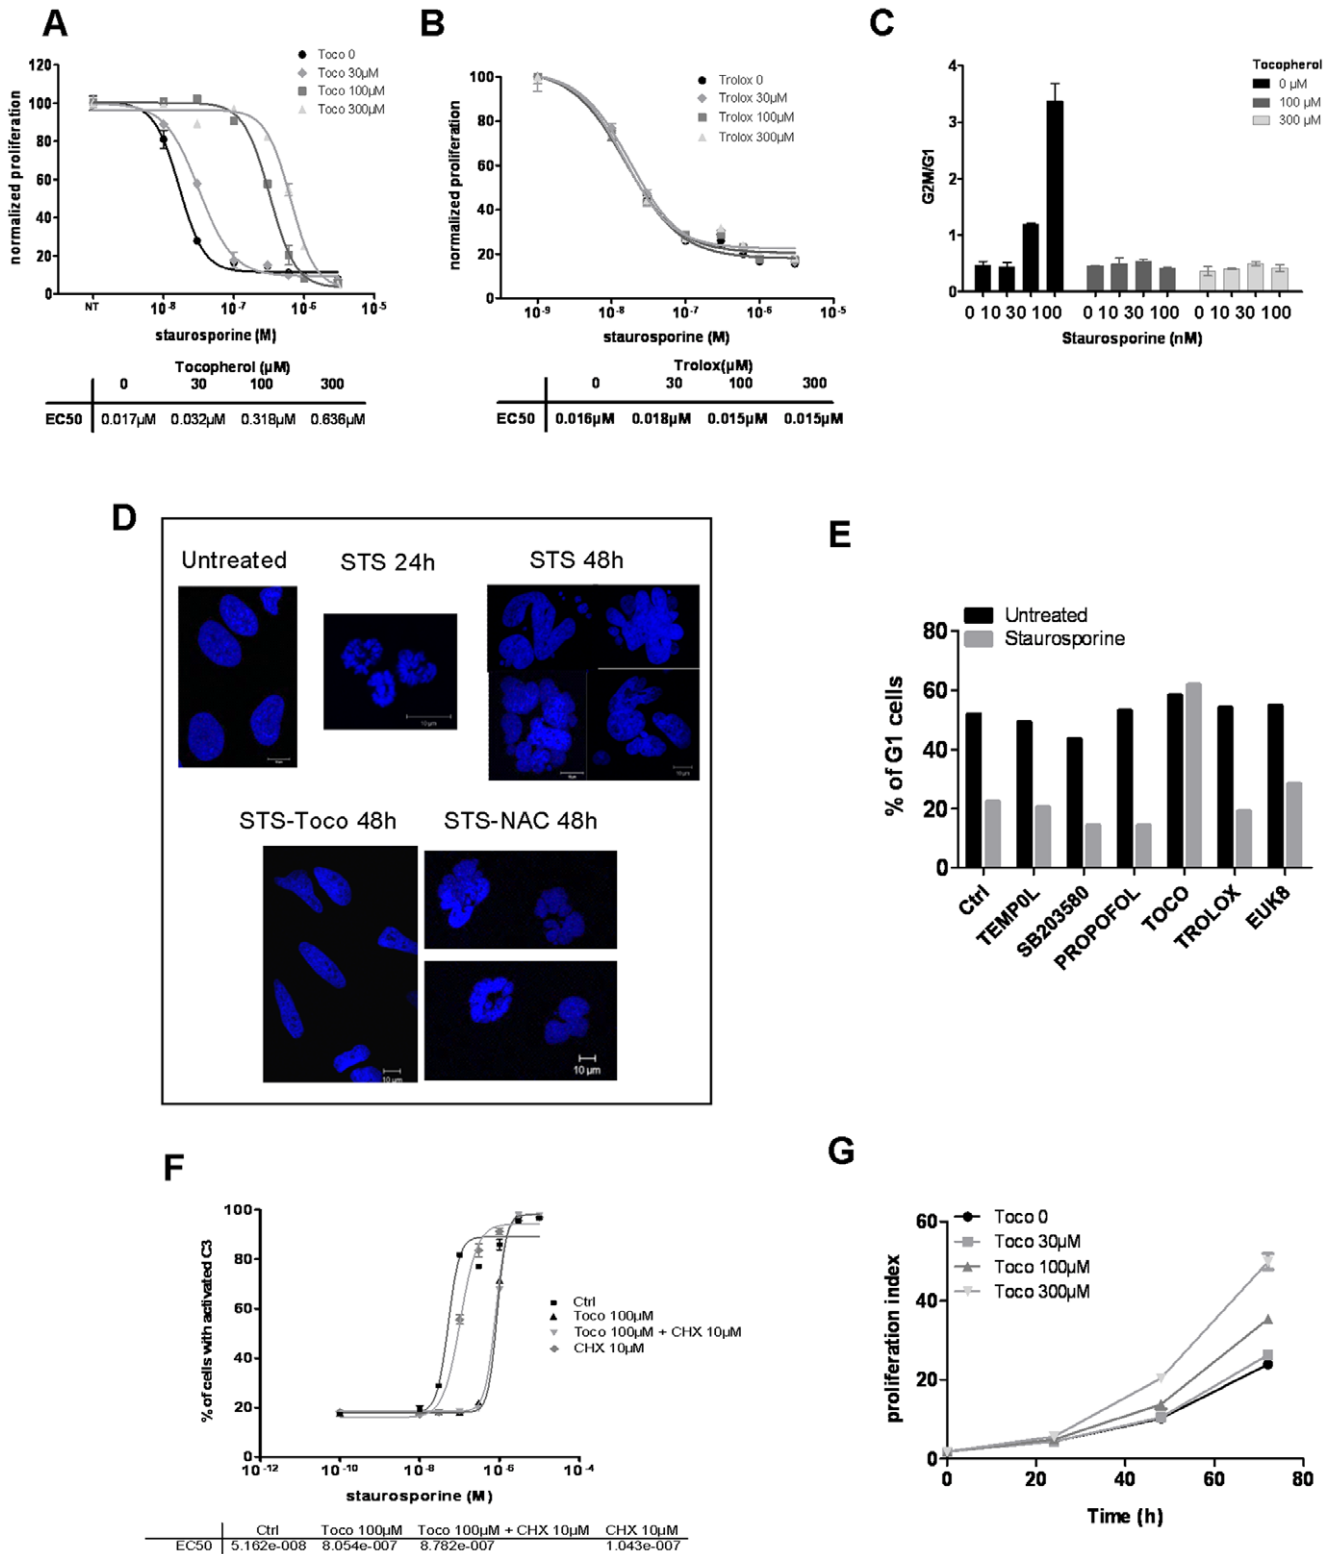 A
Toco 0
Toco 30µM
Toco 100µM
Toco 300µM
normalized proliferation
120
100
80
60
40
20
0
NT 10-8 10-7 10-6 10-5
staurosporine (M)
Tocopherol (µM)
0 30 100 300
EC50 0.017µM 0.032µM 0.318µM 0.636µM
B
Trolox 0
Trolox 30µM
Trolox 100µM
Trolox 300µM
normalized proliferation
100
80
60
40
20
0
10-9 10-8 10-7 10-6 10-5
staurosporine (M)
Trolox(µM)
0 30 100 300
EC50 0.016µM 0.018µM 0.015µM 0.015µM
C
Tocopherol
0 µM
100 µM
300 µM
G2M/G1
4
3
2
1
0
0 10 30 100 0 10 30 100 0 10 30 100
Staurosporine (nM)
D
Untreated
STS 24h
STS 48h
10 µm
10 µm
STS-Toco 48h
STS-NAC 48h
10 µm
10 µm
E
Untreated
Staurosporine
% of G1 cells
80
60
40
20
0
Ctrl
TEMP0L
SB203580
PROPOFOL
TOCO
TROLOX
EUK8
F
% of cells with activated C3
100
80
60
40
20
0
10-12 10-10 10-8 10-6 10-4
staurosporine (M)
Ctrl
Toco 100µM
Toco 100µM + CHX 10µM
CHX 10µM
Ctrl Toco 100µM Toco 100µM + CHX 10µM CHX 10µM
EC50 5.162e-008 8.054e-007 8.782e-007 1.043e-007
G
Toco 0
Toco 30µM
Toco 100µM
Toco 300µM
proliferation index
60
40
20
0
0 20 40 60 80
Time (h)